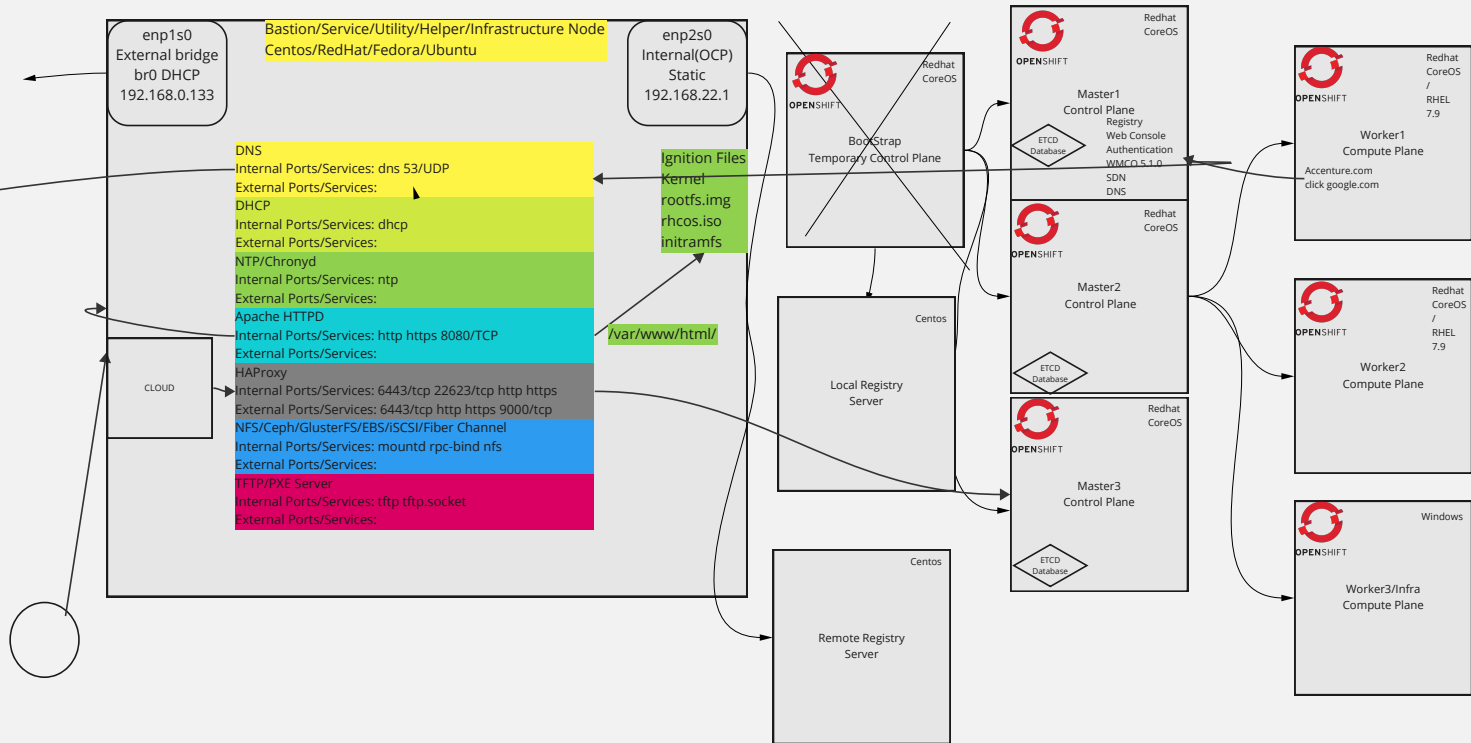 enp1s0
External bridge
br0 DHCP
192.168.0.133
Bastion/Service/Utility/Helper/Infrastructure Node
Centos/RedHat/Fedora/Ubuntu
enp2s0
Internal(OCP)
Static
192.168.22.1
DNS
Internal Ports/Services: dns 53/UDP
External Ports/Services:
DHCP
Internal Ports/Services: dhcp
External Ports/Services:
NTP/Chronyd
Internal Ports/Services: ntp
External Ports/Services:
Apache HTTPD
Internal Ports/Services: http https 8080/TCP
External Ports/Services:
HAProxy
Internal Ports/Services: 6443/tcp 22623/tcp http https
External Ports/Services: 6443/tcp http https 9000/tcp
NFS/Ceph/GlusterFS/EBS/iSCSI/Fiber Channel
Internal Ports/Services: mountd rpc-bind nfs
External Ports/Services:
TFTP/PXE Server
Internal Ports/Services: tftp tftp.socket
External Ports/Services:
Ignition Files
Kernel
rootfs.img
rhcos.iso
initramfs
/var/www/html/
CLOUD
OPENSHIFT
Redhat
CoreOS
BootStrap
Temporary Control Plane
Centos
Local Registry
Server
Centos
Remote Registry
Server
OPENSHIFT
Redhat
CoreOS
Master1
Control Plane
ETCD
Database
Registry
Web Console
Authentication
WMCO 5.1.0
SDN
DNS
OPENSHIFT
Redhat
CoreOS
Master2
Control Plane
ETCD
Database
OPENSHIFT
Redhat
CoreOS
Master3
Control Plane
ETCD
Database
OPENSHIFT
Redhat
CoreOS
/
RHEL
7.9
Worker1
Compute Plane
Accenture.com
click google.com
OPENSHIFT
Redhat
CoreOS
/
RHEL
7.9
Worker2
Compute Plane
OPENSHIFT
Windows
Worker3/Infra
Compute Plane